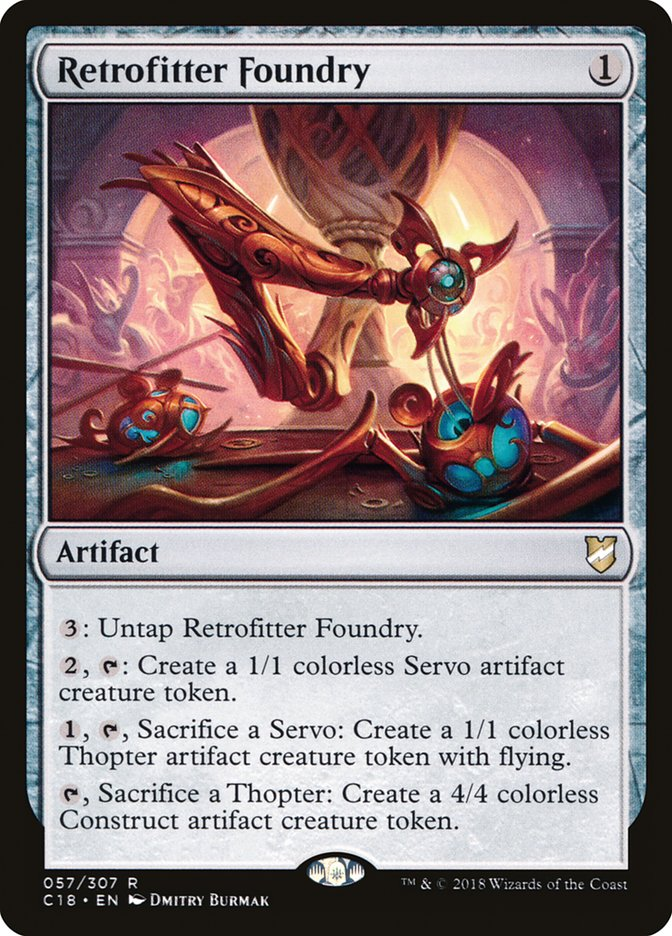 Retrofitter Foundry 1
Artifact
3: Untap Retrofitter Foundry.
2, : Create a 1/1 colorless Servo artifact
creature token.
1, , Sacrifice a Servo: Create a 1/1 colorless
Thopter artifact creature token with flying.
, Sacrifice a Thopter: Create a 4/4 colorless
Construct artifact creature token.
057/307 R
C18 • EN Dmitry Burmak
™ & © 2018 Wizards of the Coast